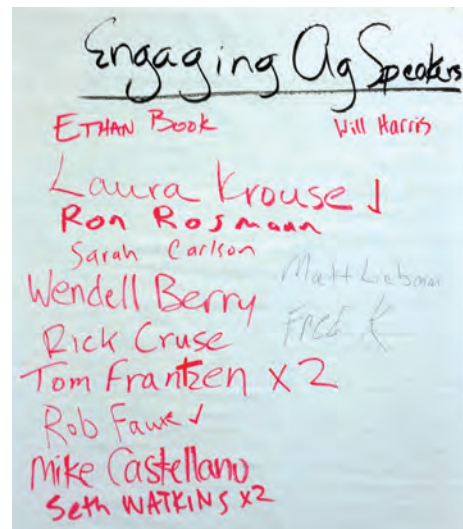 Engaging Ag Speakers
ETHAN BOOK
Will Harris
Laura Krouse ✓
Ron Rosmann
Sarah Carlson
Matt Liebman
Wendell Berry
Fred K
Rick Cruse
Tom Frantzen x 2
Rob Faux ✓
Mike Castellano
Seth WATKINS x2